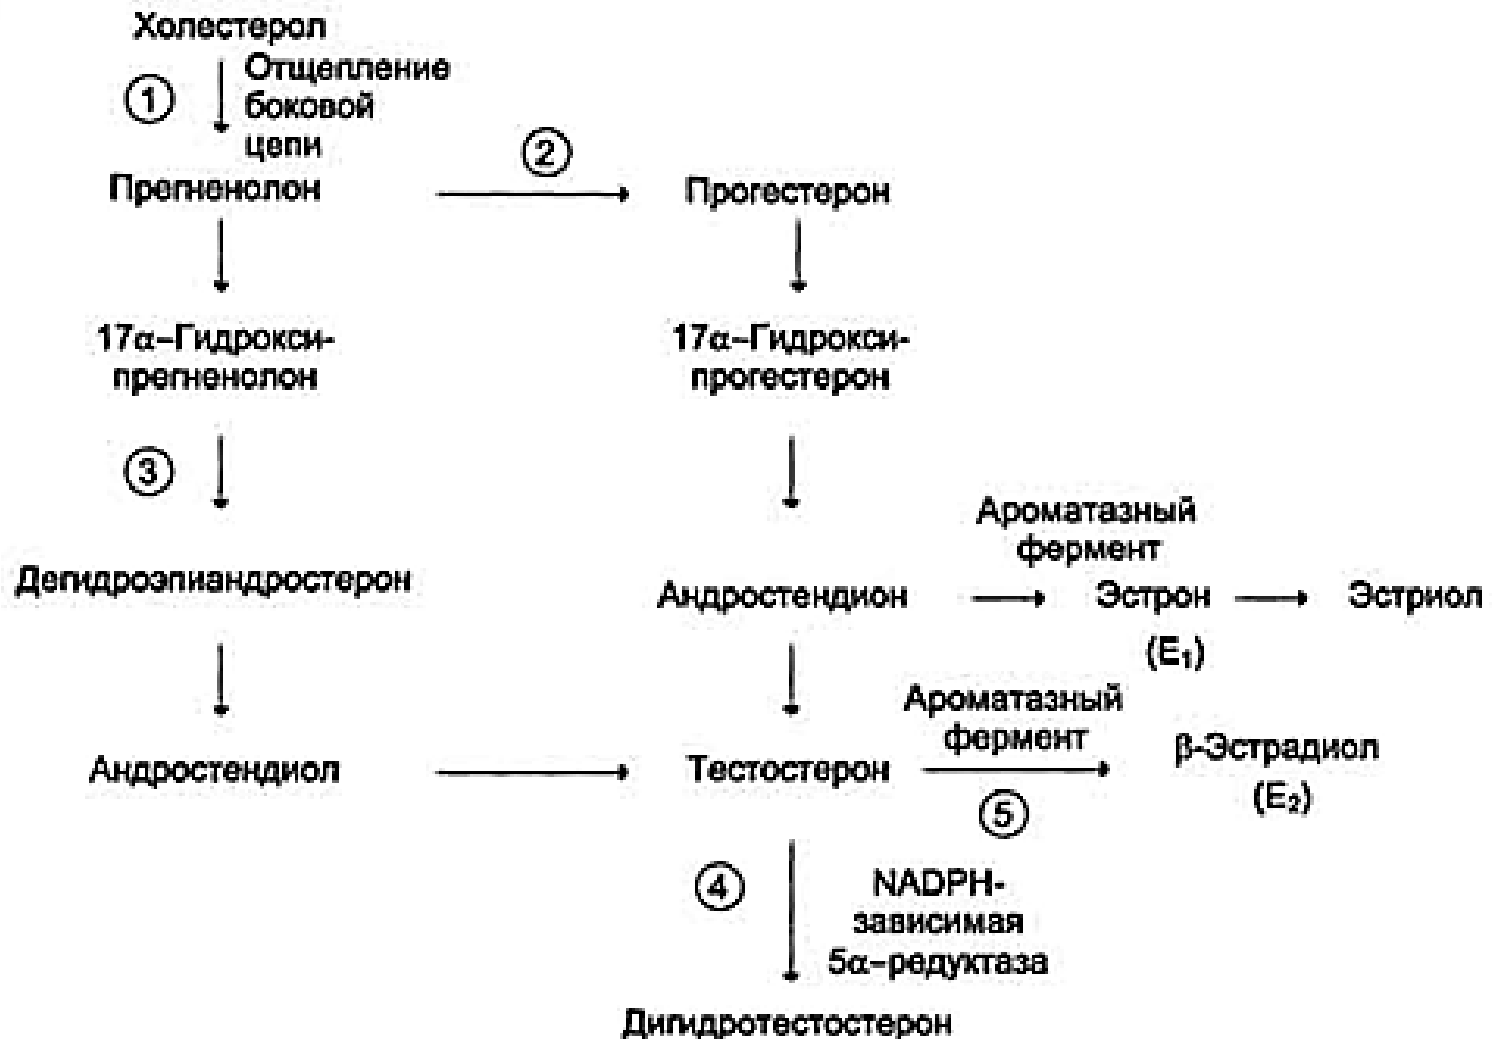 Холестерол
Отщепление
боковой
цепи
1
2
Прегненолон
Прогестерон
17α–Гидрокси-
прегненолон
17α–Гидрокси-
прогестерон
3
Ароматазный
фермент
Дегидроэпиандростерон
Андростендион
Эстрон
Эстриол
(E₁)
Ароматазный
фермент
Андростендиол
Тестостерон
β-Эстрадиол
(E₂)
5
4
NADPH-
зависимая
5α–редуктаза
Дигидротестостерон